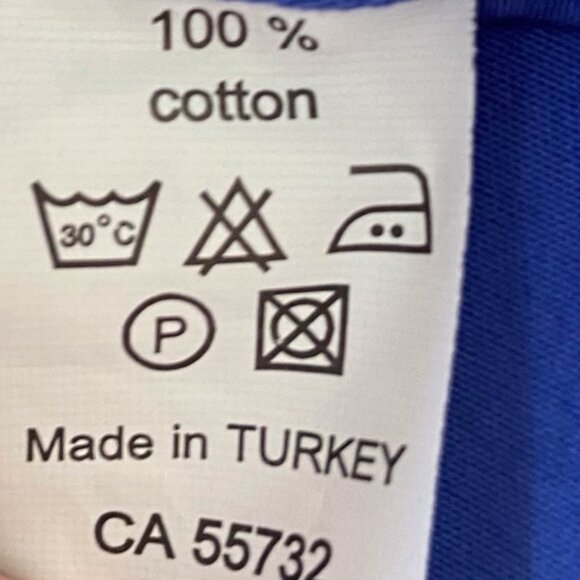 100 %
cotton
30°C
P
Made in TURKEY
CA 55732